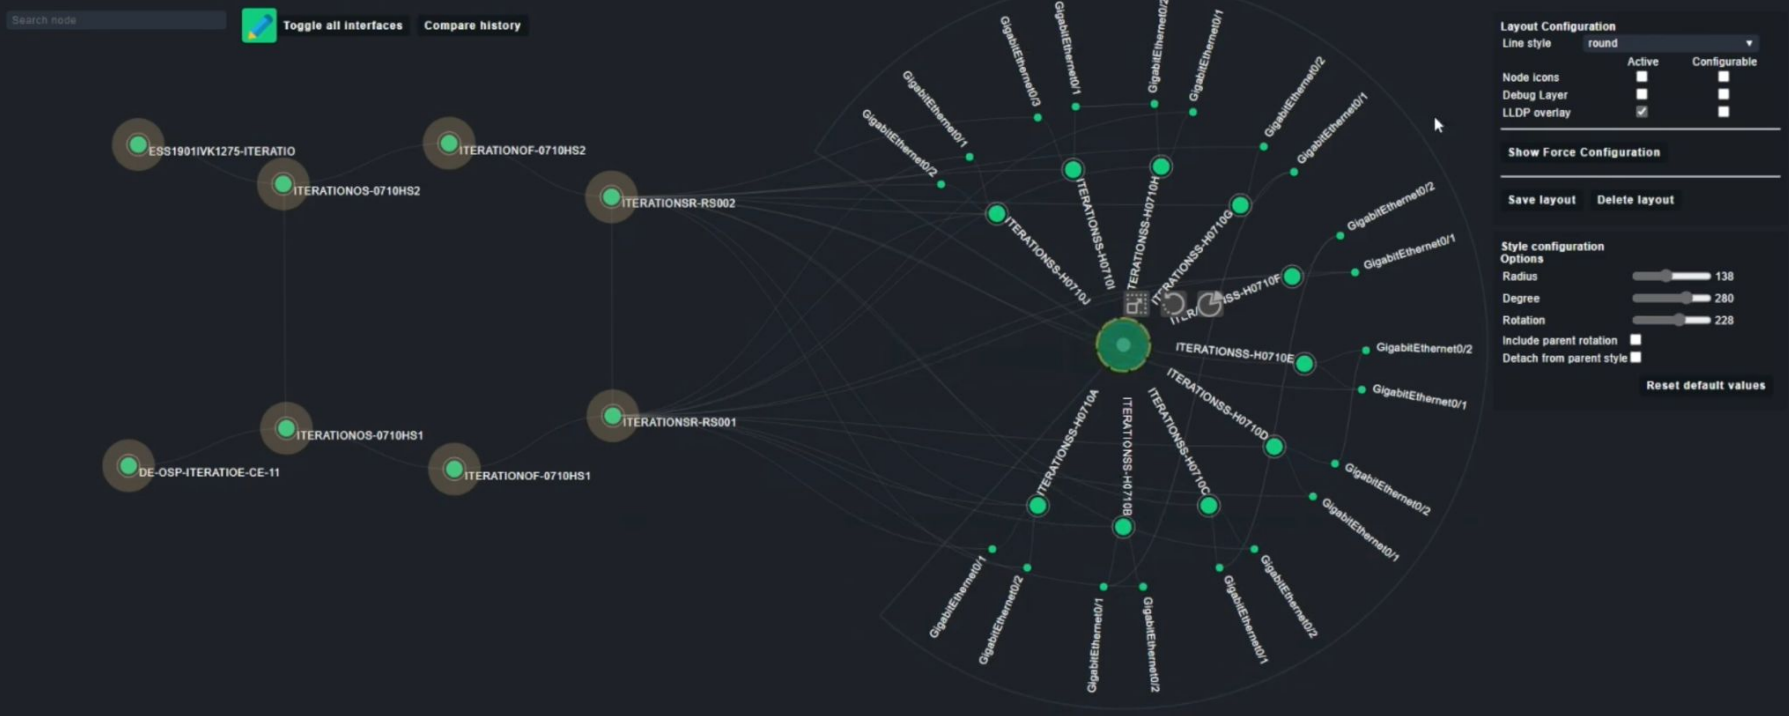 Search node
Toggle all interfaces
Compare history
ESS1901IVK1275-ITERATIO
ITERATIONOS-0710HS2
ITERATIONOF-0710HS2
ITERATIONSR-RS002
DE-OSP-ITERATIOE-CE-11
ITERATIONOS-0710HS1
ITERATIONOF-0710HS1
ITERATIONSR-RS001
GigabitEthernet0/2
GigabitEthernet0/1
GigabitEthernet0/3
GigabitEthernet0/1
GigabitEthernet0/2
GigabitEthernet0/1
GigabitEthernet0/2
GigabitEthernet0/1
GigabitEthernet0/2
GigabitEthernet0/1
GigabitEthernet0/2
GigabitEthernet0/1
GigabitEthernet0/2
GigabitEthernet0/1
GigabitEthernet0/2
GigabitEthernet0/1
GigabitEthernet0/2
GigabitEthernet0/1
GigabitEthernet0/2
GigabitEthernet0/1
ITERATIONSS-H0710J
ITERATIONSS-H0710I
ITERATIONSS-H0710H
ITERATIONSS-H0710G
SS-H0710F
ITERATIONSS-H0710E
ITERATIONSS-H0710D
ITERATIONSS-H0710C
ITERATIONSS-H0710B
ITERATIONSS-H0710A
Layout Configuration
Line style round
Active Configurable
Node icons
Debug Layer
LLDP overlay
Show Force Configuration
Save layout Delete layout
Style configuration
Options
Radius 138
Degree 280
Rotation 228
Include parent rotation
Detach from parent style
Reset default values